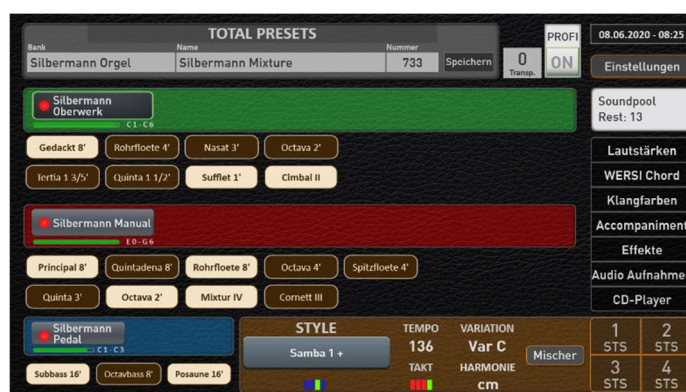 TOTAL PRESETS
Bank Name Nummer
Silbermann Orgel Silbermann Mixture 733 Speichern
0
Transp.
PROFI
ON
08.06.2020 - 08:25
Einstellungen
Silbermann
Oberwerk
C1-C6
Soundpool
Rest: 13
Gedackt 8' Rohrfloete 4' Nasat 3' Octava 2'
Tertia 1 3/5' Quinta 1 1/2' Sufflet 1' Cimbal II
Silbermann Manual
E0-G6
Principal 8' Quintadena 8' Rohrfloete 8' Octava 4' Spitzfloete 4'
Quinta 3' Octava 2' Mixtur IV Cornett III
Lautstärken
WERSI Chord
Klangfarben
Accompaniment
Effekte
Audio Aufnahme
CD-Player
Silbermann
Pedal
C1-C3
Subbass 16' Octavbass 8' Posaune 16'
STYLE TEMPO VARIATION
Samba 1 + 136 Var C
Mischer
TAKT HARMONIE
cm
1 2
STS STS
3 4
STS STS